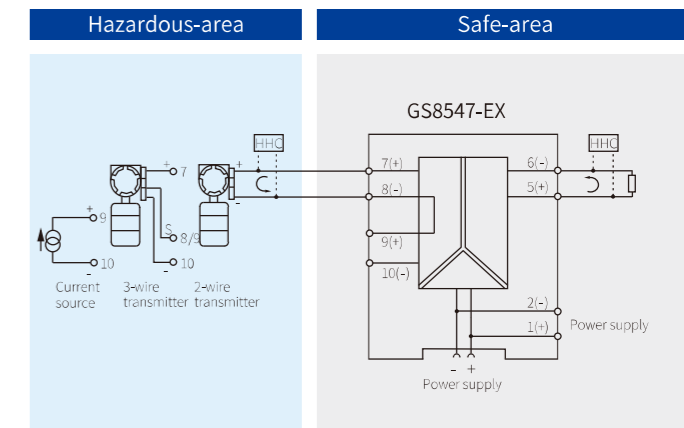 Hazardous-area
Safe-area
GS8547-EX
HHC
HHC
+
7
+
7(+)
6(-)
8(-)
5(+)
-
+
9
S
8/9
9(+)
-
10
-
10
10(-)
Current
source
3-wire
transmitter
2-wire
transmitter
2(-)
1(+)
Power supply
- +
Power supply